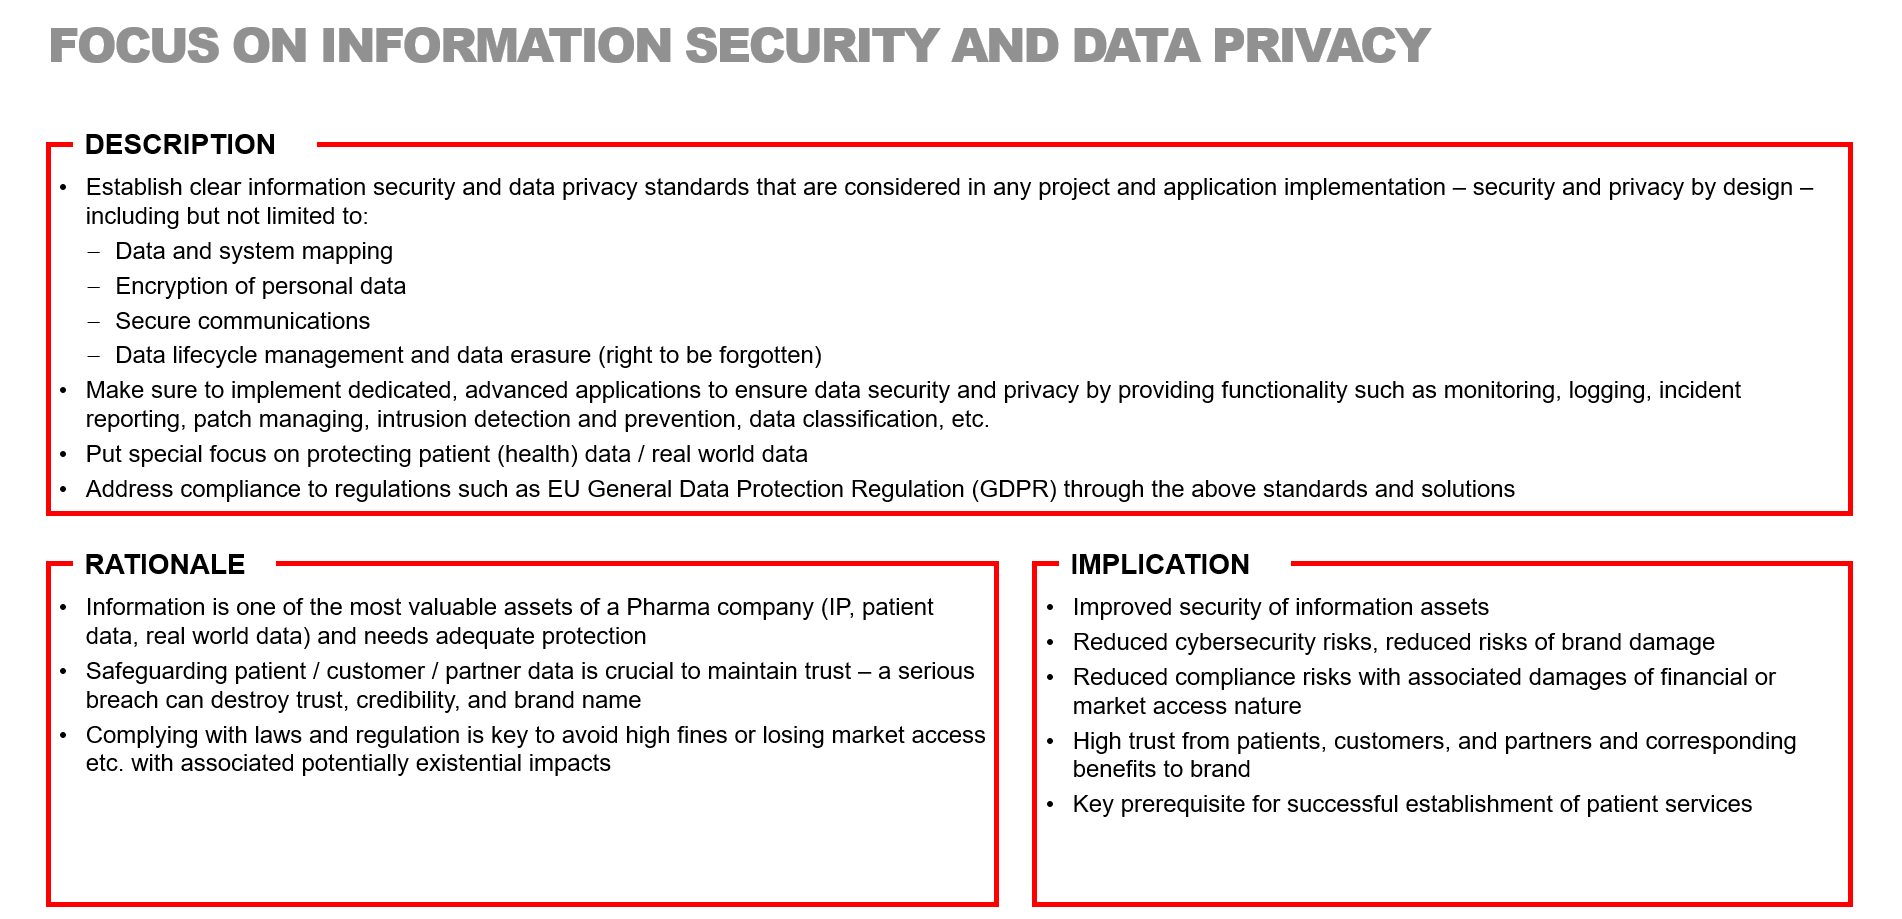 FOCUS ON INFORMATION SECURITY AND DATA PRIVACY
DESCRIPTION
• Establish clear information security and data privacy standards that are considered in any project and application implementation – security and privacy by design –
including but not limited to:
– Data and system mapping
– Encryption of personal data
– Secure communications
– Data lifecycle management and data erasure (right to be forgotten)
• Make sure to implement dedicated, advanced applications to ensure data security and privacy by providing functionality such as monitoring, logging, incident
reporting, patch managing, intrusion detection and prevention, data classification, etc.
• Put special focus on protecting patient (health) data / real world data
• Address compliance to regulations such as EU General Data Protection Regulation (GDPR) through the above standards and solutions
RATIONALE
• Information is one of the most valuable assets of a Pharma company (IP, patient
data, real world data) and needs adequate protection
• Safeguarding patient / customer / partner data is crucial to maintain trust – a serious
breach can destroy trust, credibility, and brand name
• Complying with laws and regulation is key to avoid high fines or losing market access
etc. with associated potentially existential impacts
IMPLICATION
• Improved security of information assets
• Reduced cybersecurity risks, reduced risks of brand damage
• Reduced compliance risks with associated damages of financial or
market access nature
• High trust from patients, customers, and partners and corresponding
benefits to brand
• Key prerequisite for successful establishment of patient services